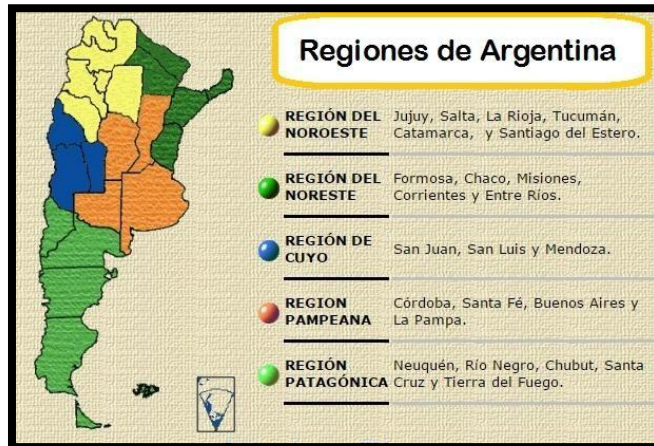 Regiones de Argentina
REGIÓN DEL
NOROESTE
Jujuy, Salta, La Rioja, Tucumán,
Catamarca, y Santiago del Estero.
REGIÓN DEL
NORESTE
Formosa, Chaco, Misiones,
Corrientes y Entre Ríos.
REGIÓN DE
CUYO
San Juan, San Luis y Mendoza.
REGION
PAMPEANA
Córdoba, Santa Fé, Buenos Aires y
La Pampa.
REGIÓN
PATAGÓNICA
Neuquén, Río Negro, Chubut, Santa
Cruz y Tierra del Fuego.